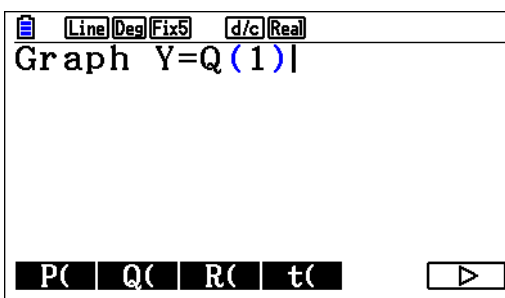 Line Deg Fix5 d/c Real
Graph Y=Q(1)
P( Q( R( t(